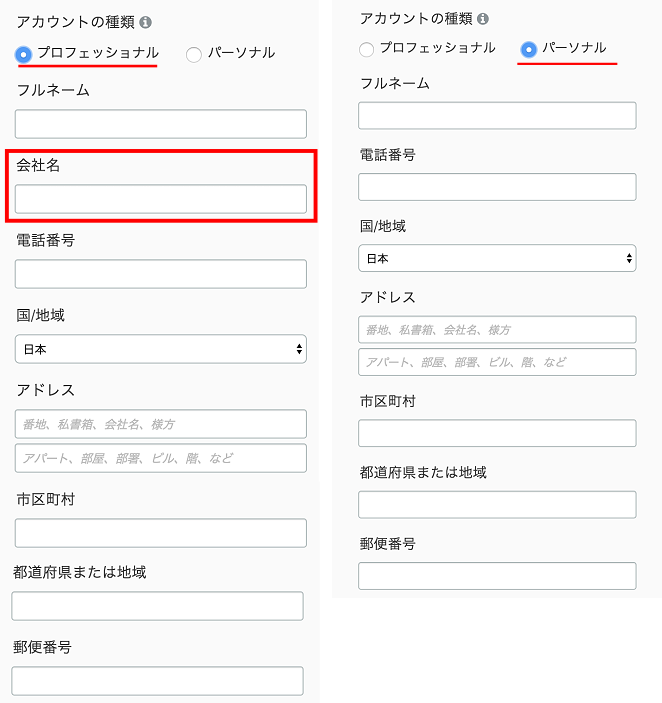 アカウントの種類
プロフェッショナル パーソナル
フルネーム
会社名
電話番号
国/地域
日本
アドレス
番地、私書箱、会社名、様方
アパート、部屋、部署、ビル、階、など
市区町村
都道府県または地域
郵便番号
アカウントの種類
プロフェッショナル パーソナル
フルネーム
電話番号
国/地域
日本
アドレス
番地、私書箱、会社名、様方
アパート、部屋、部署、ビル、階、など
市区町村
都道府県または地域
郵便番号